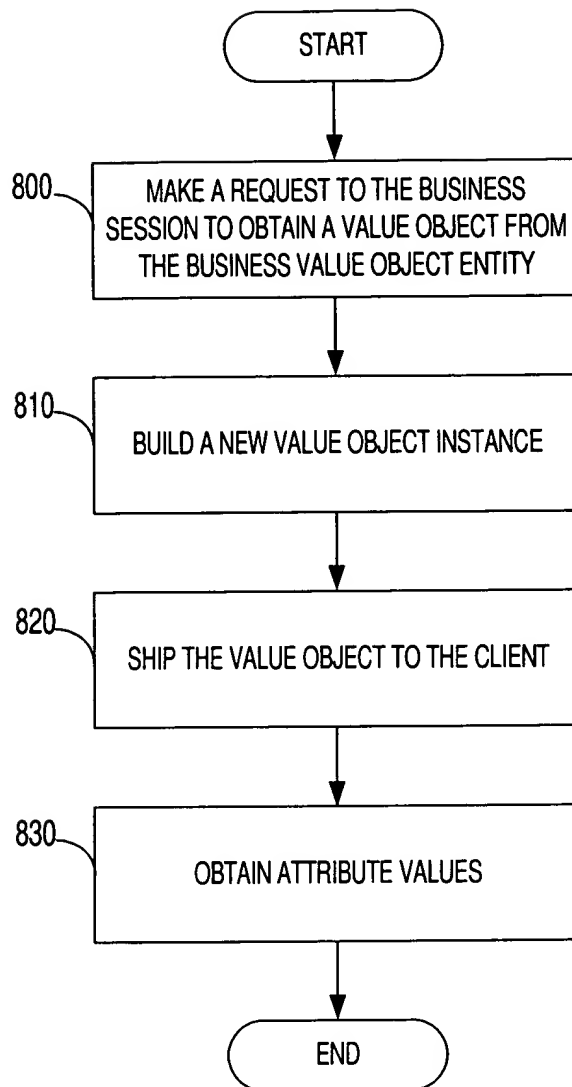 START
800
MAKE A REQUEST TO THE BUSINESS
SESSION TO OBTAIN A VALUE OBJECT FROM
THE BUSINESS VALUE OBJECT ENTITY
810
BUILD A NEW VALUE OBJECT INSTANCE
820
SHIP THE VALUE OBJECT TO THE CLIENT
830
OBTAIN ATTRIBUTE VALUES
END